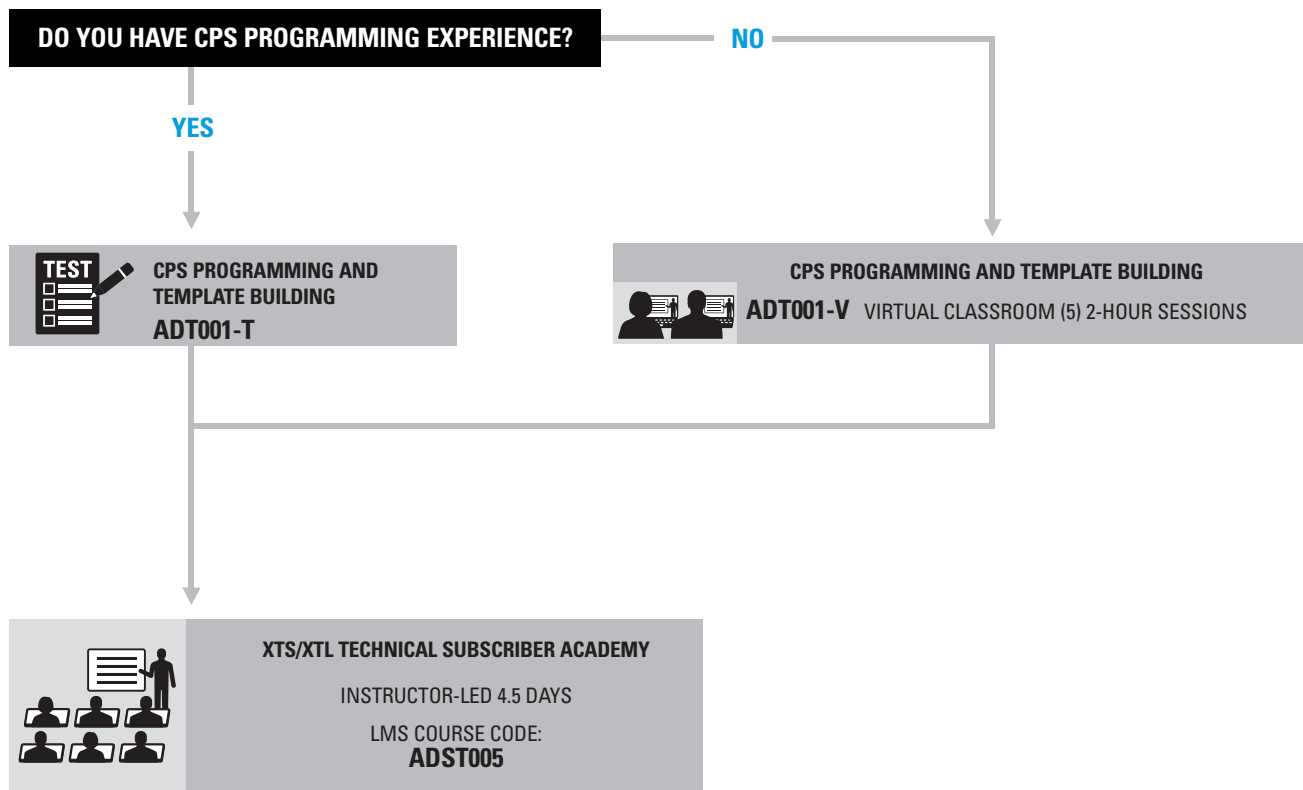 DO YOU HAVE CPS PROGRAMMING EXPERIENCE?
NO
YES
TEST
CPS PROGRAMMING AND
TEMPLATE BUILDING
ADT001-T
CPS PROGRAMMING AND TEMPLATE BUILDING
ADT001-V VIRTUAL CLASSROOM (5) 2-HOUR SESSIONS
XTS/XTL TECHNICAL SUBSCRIBER ACADEMY
INSTRUCTOR-LED 4.5 DAYS
LMS COURSE CODE:
ADST005